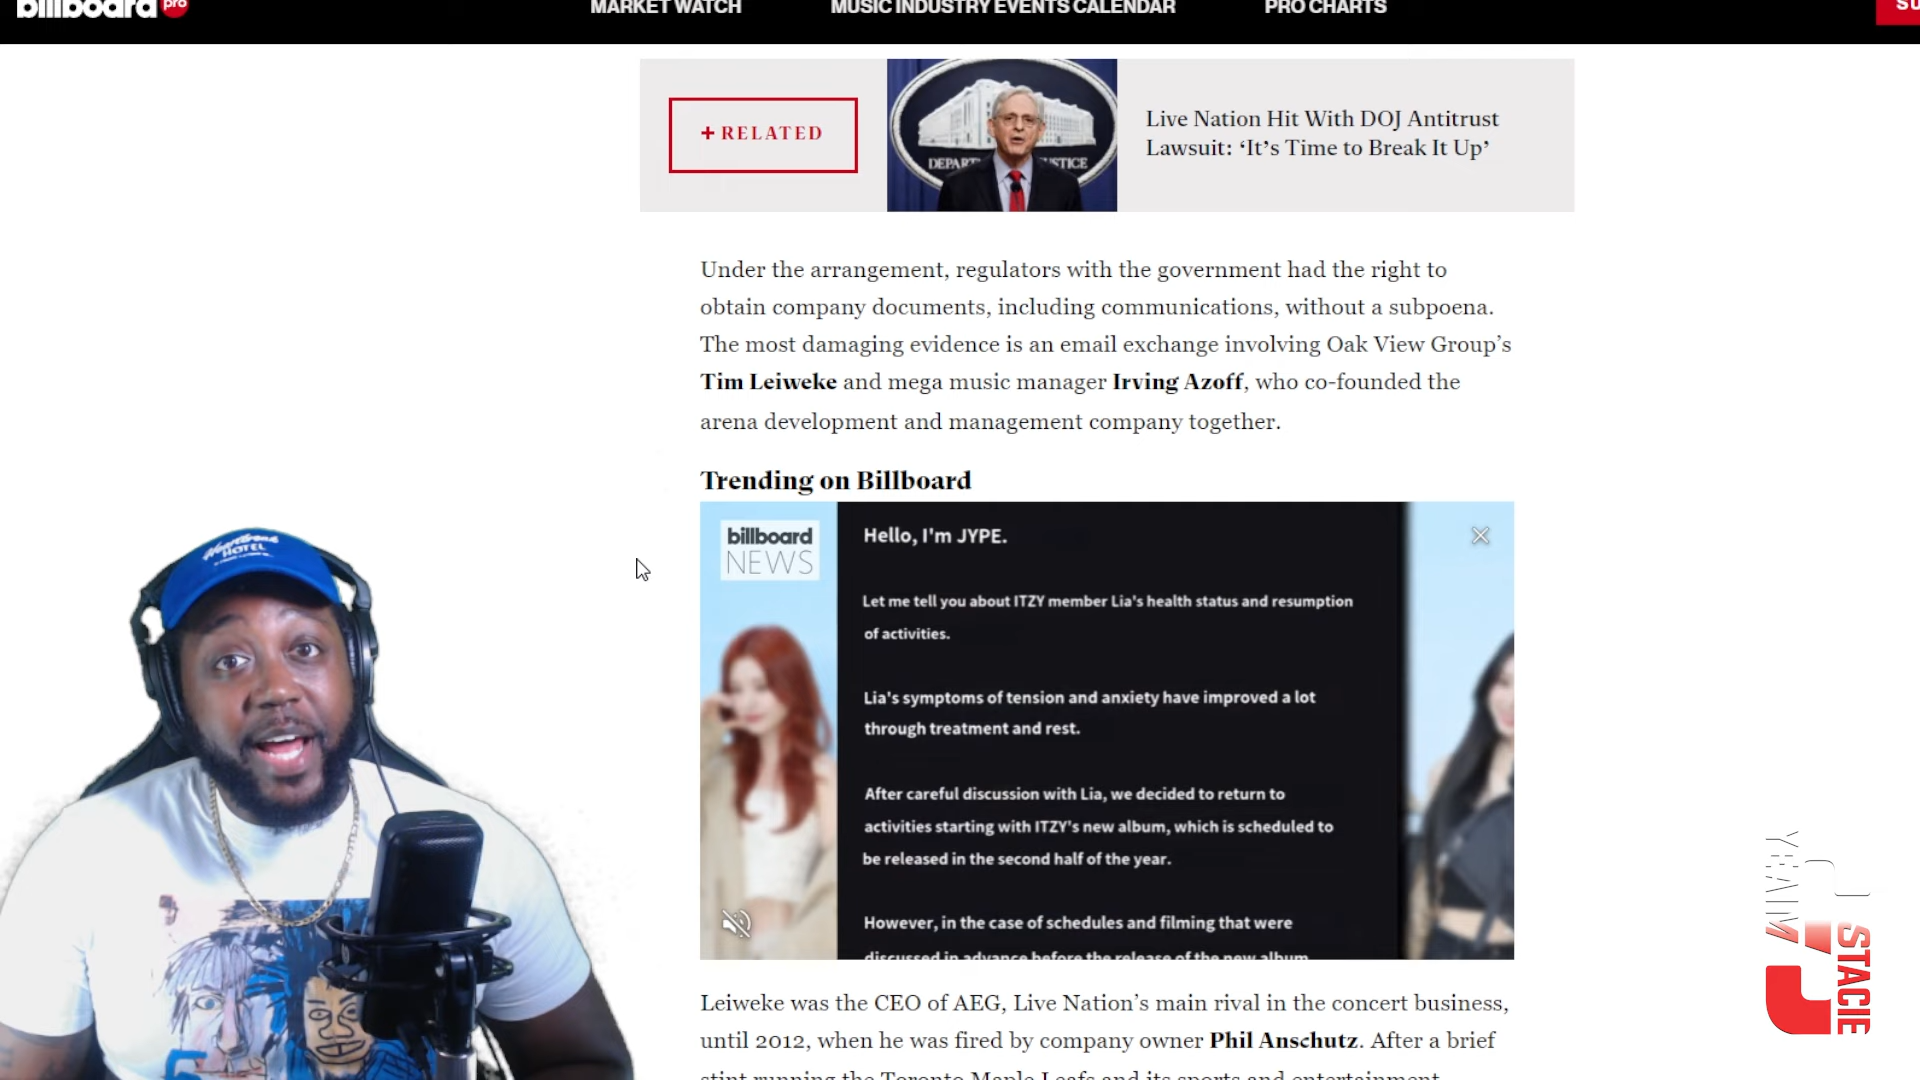 billboard pro
MARKET WATCH
MUSIC INDUSTRY EVENTS CALENDAR
PRO CHARTS
SU
+ RELATED
DEPAR STICE
Live Nation Hit With DOJ Antitrust
Lawsuit: ‘It’s Time to Break It Up’
Under the arrangement, regulators with the government had the right to
obtain company documents, including communications, without a subpoena.
The most damaging evidence is an email exchange involving Oak View Group’s
Tim Leiweke and mega music manager Irving Azoff, who co-founded the
arena development and management company together.
Trending on Billboard
billboard
NEWS
Hello, I'm JYPE.
Let me tell you about ITZY member Lia's health status and resumption
of activities.
Lia's symptoms of tension and anxiety have improved a lot
through treatment and rest.
After careful discussion with Lia, we decided to return to
activities starting with ITZY's new album, which is scheduled to
be released in the second half of the year.
However, in the case of schedules and filming that were
discussed in advance before the release of the new album,
Leiweke was the CEO of AEG, Live Nation’s main rival in the concert business,
until 2012, when he was fired by company owner Phil Anschutz. After a brief
stint running the Toronto Maple Leafs and its sports and entertainment
Heartbreak
HOTEL
YEAIM
J STACIE